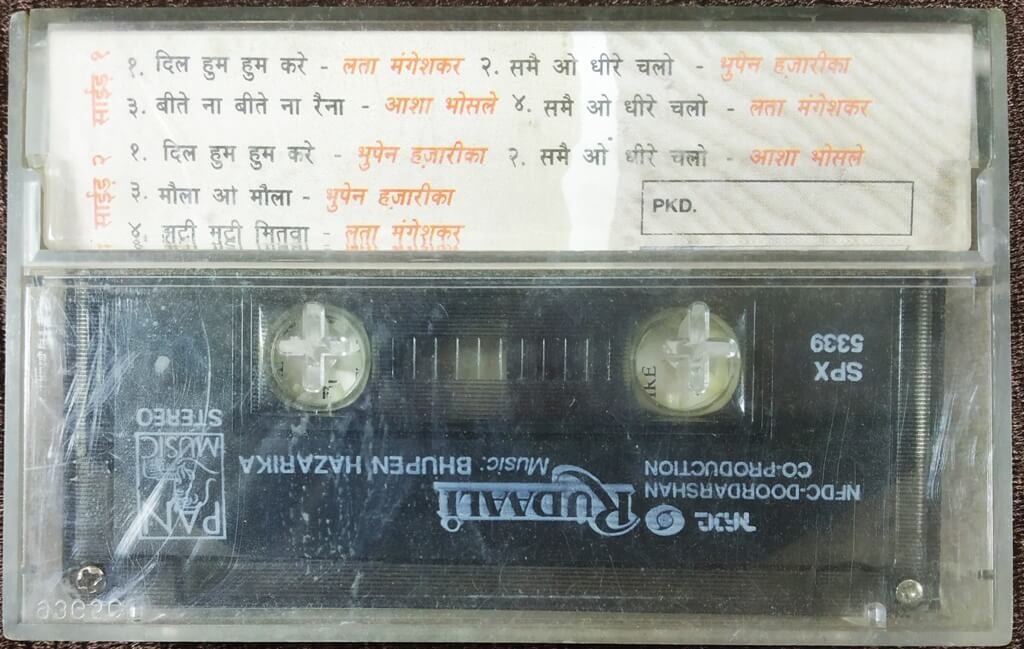 साईड १
१. दिल हुम हुम करे - लता मंगेशकर २. समै ओ धीरे चलो - भुपेन हज़ारीका
३. बीते ना बीते ना रैना - आशा भोसले ४. समै ओ धीरे चलो - लता मंगेशकर
साईड २
१. दिल हुम हुम करे - भुपेन हज़ारीका २. समै ओ धीरे चलो - आशा भोसले
३. मौला ओ मौला - भुपेन हज़ारीका
४. झुटी मुटी मितवा - लता मंगेशकर
PKD.
SPX
5339
STEREO
PAN
MUSIC
RUDAALI
Music: BHUPEN HAZARIKA
NFDC-DOORDARSHAN
CO-PRODUCTION